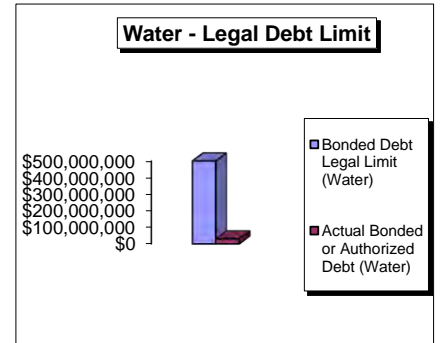 Water - Legal Debt Limit
$500,000,000
$400,000,000
$300,000,000
$200,000,000
$100,000,000
$0
Bonded Debt
Legal Limit
(Water)
Actual Bonded
or Authorized
Debt (Water)